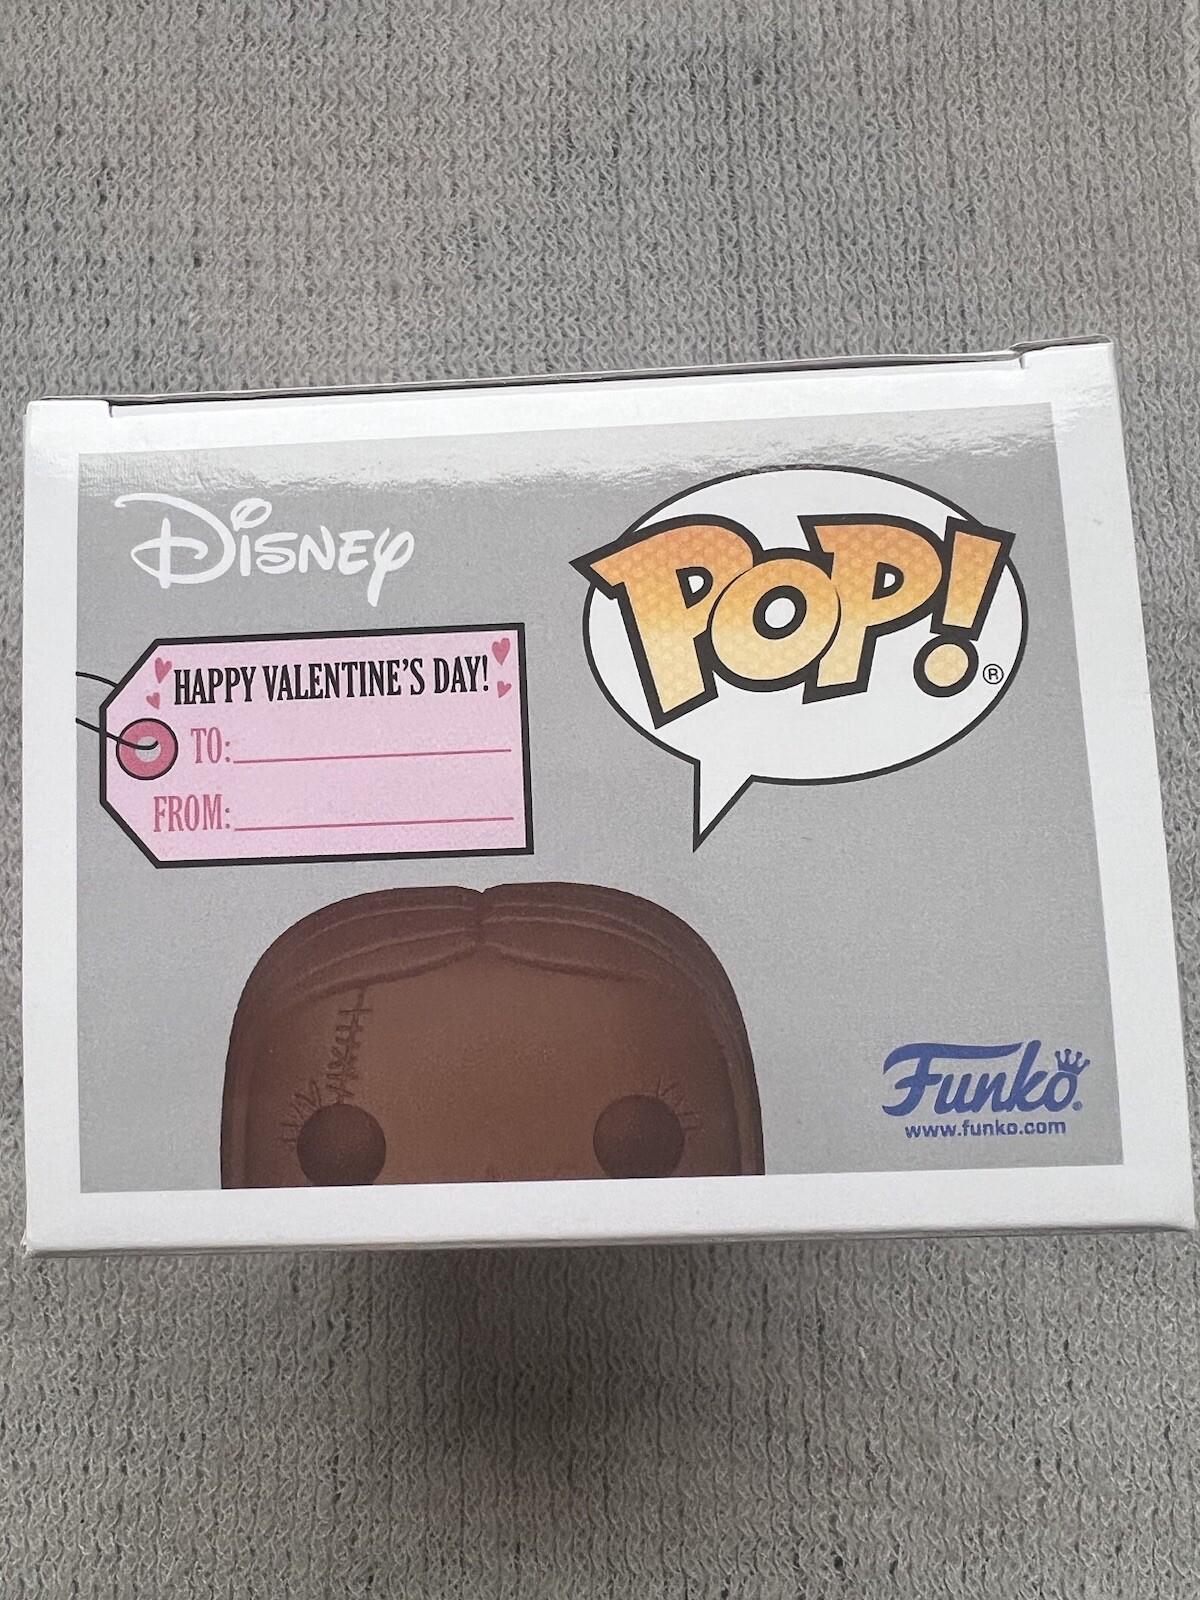 Disney
POP!®
HAPPY VALENTINE'S DAY!
TO:
FROM:
Funko®
www.funko.com